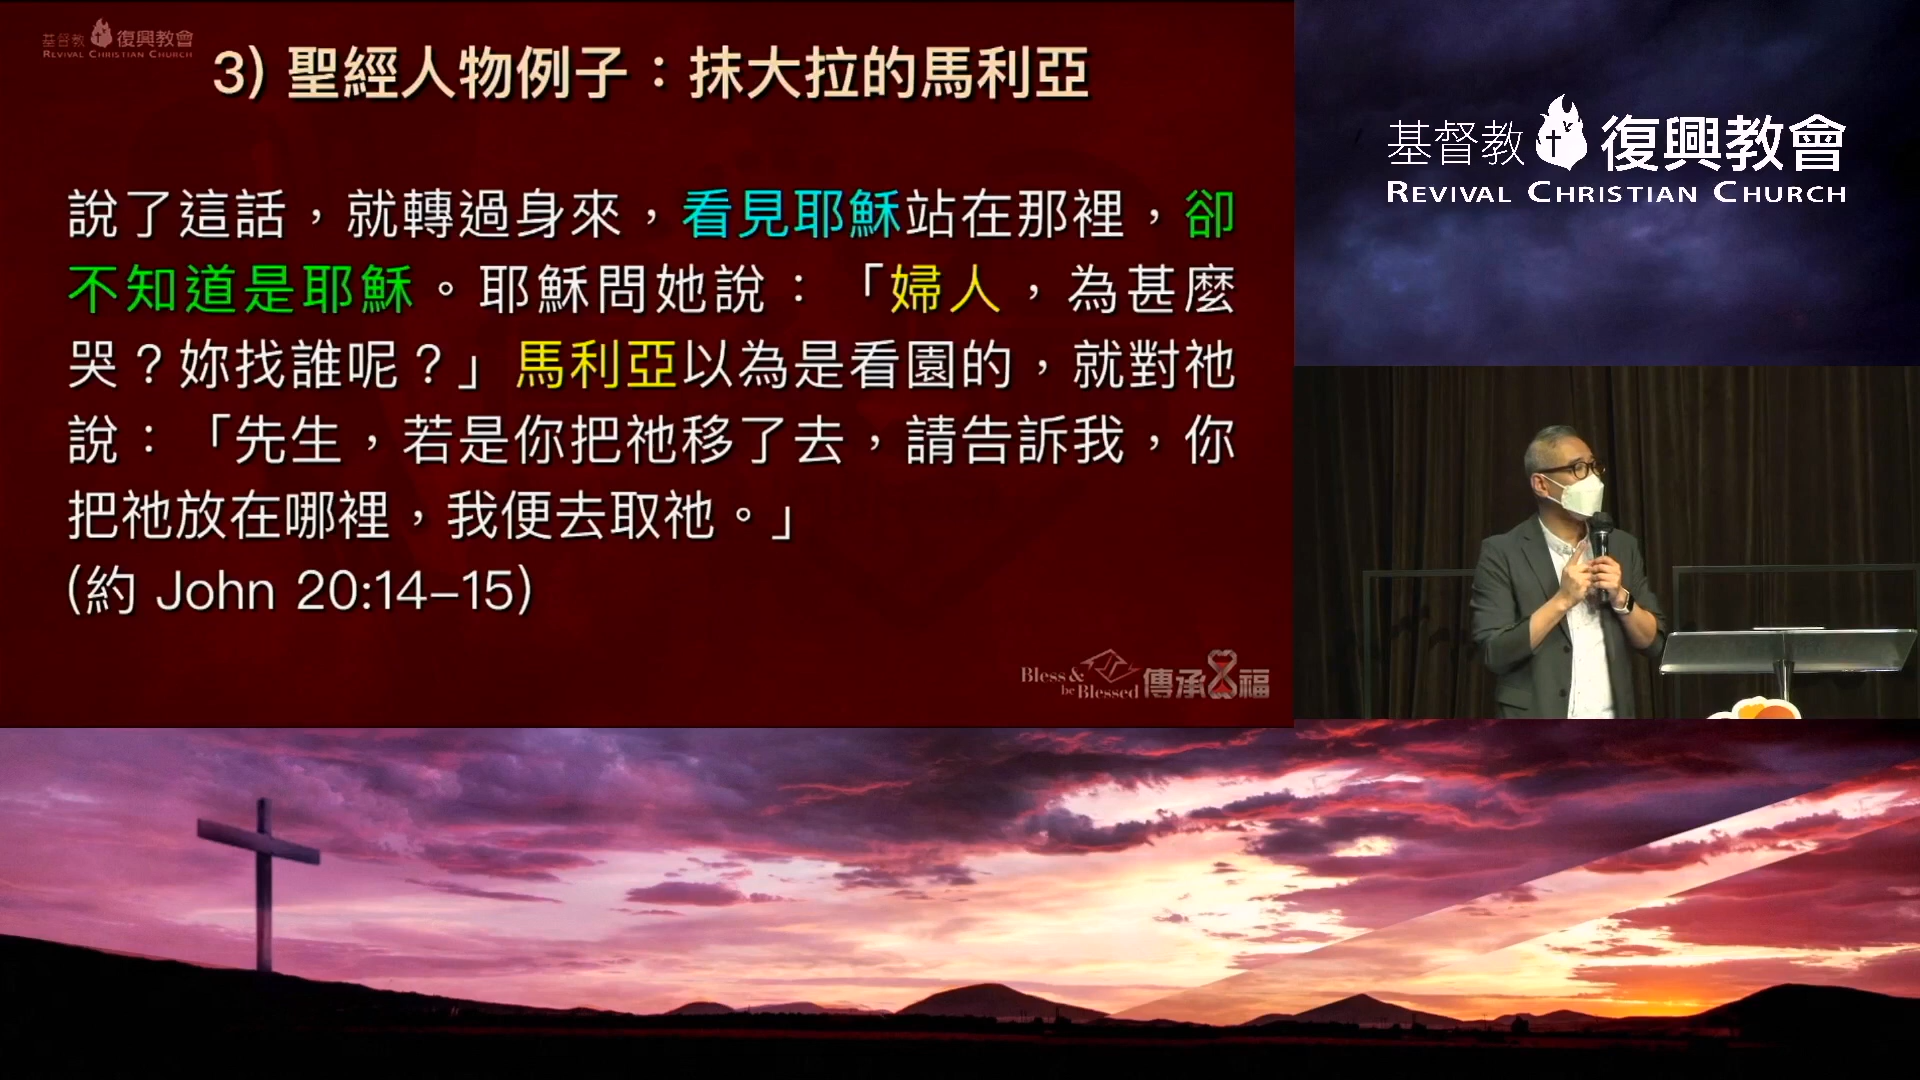 基督教 復興教會
REVIVAL CHRISTIAN CHURCH
3) 聖經人物例子：抹大拉的馬利亞
說了這話，就轉過身來，看見耶穌站在那裡，卻
不知道是耶穌。耶穌問她說：「婦人，為甚麼
哭？妳找誰呢？」馬利亞以為是看園的，就對祂
說：「先生，若是你把祂移了去，請告訴我，你
把祂放在哪裡，我便去取祂。」
(約 John 20:14-15)
Bless & be Blessed 傳承 福
基督教 復興教會
REVIVAL CHRISTIAN CHURCH